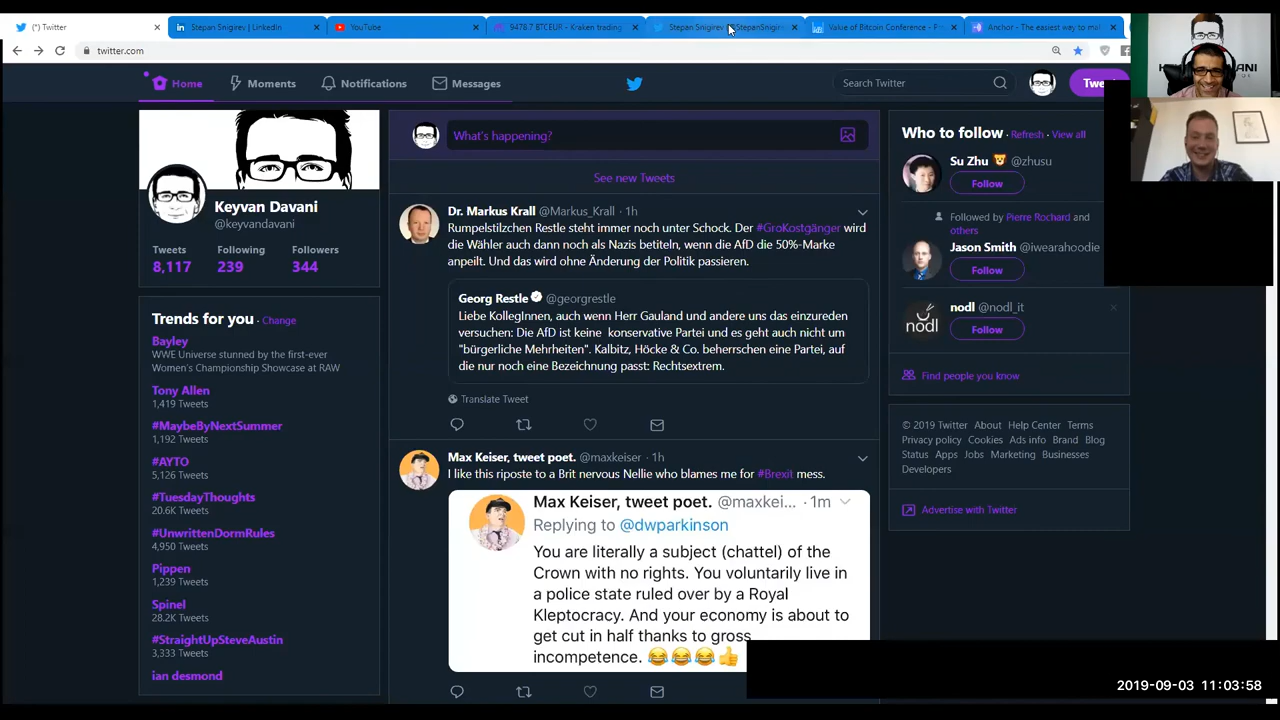 (*) Twitter
Stepan Snigirev | LinkedIn
YouTube
9478.7 BTCEUR - Kraken trading
Stepan Snigirev
Value of Bitcoin Conference - P
Anchor - The easiest way to ma
twitter.com
Home
Moments
Notifications
Messages
Search Twitter
Keyvan Davani
@keyvandavani
Tweets Following Followers
8,117 239 344
Trends for you · Change
Bayley
WWE Universe stunned by the first-ever
Women's Championship Showcase at RAW
Tony Allen
1,419 Tweets
#MaybeByNextSummer
1,192 Tweets
#AYTO
5,126 Tweets
#TuesdayThoughts
20.6K Tweets
#UnwrittenDormRules
4,950 Tweets
Pippen
1,239 Tweets
Spinel
28.2K Tweets
#StraightUpSteveAustin
3,333 Tweets
ian desmond
What's happening?
See new Tweets
Dr. Markus Krall @Markus_Krall · 1h
Rumpelstilzchen Restle steht immer noch unter Schock. Der #GroKostgänger wird
die Wähler auch dann noch als Nazis betiteln, wenn die AfD die 50%-Marke
anpeilt. Und das wird ohne Änderung der Politik passieren.
Georg Restle @georgrestle
Liebe KollegInnen, auch wenn Herr Gauland und andere uns das einzureden
versuchen: Die AfD ist keine konservative Partei und es geht auch nicht um
"bürgerliche Mehrheiten". Kalbitz, Höcke & Co. beherrschen eine Partei, auf
die nur noch eine Bezeichnung passt: Rechtsextrem.
Translate Tweet
Max Keiser, tweet poet. @maxkeiser · 1h
I like this riposte to a Brit nervous Nellie who blames me for #Brexit mess.
Max Keiser, tweet poet. @maxkei... · 1m
Replying to @dwparkinson
You are literally a subject (chattel) of the
Crown with no rights. You voluntarily live in
a police state ruled over by a Royal
Kleptocracy. And your economy is about to
get cut in half thanks to gross
incompetence. 😂😂😂👍
Who to follow · Refresh · View all
Su Zhu 🦁 @zhusu
Follow
Followed by Pierre Rochard and
others
Jason Smith @iwearahoodie
Follow
nodl @nodl_it
Follow
Find people you know
© 2019 Twitter About Help Center Terms
Privacy policy Cookies Ads info Brand Blog
Status Apps Jobs Marketing Businesses
Developers
Advertise with Twitter
2019-09-03 11:03:58